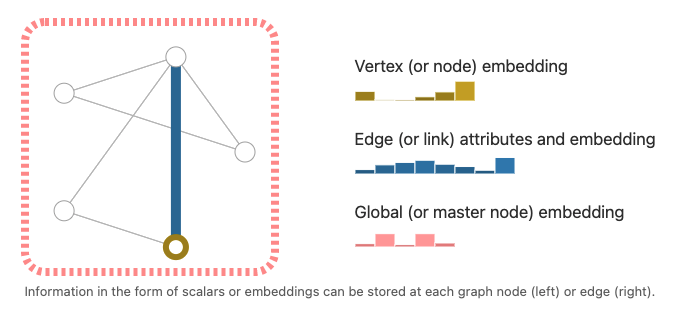 Vertex (or node) embedding
Edge (or link) attributes and embedding
Global (or master node) embedding
Information in the form of scalars or embeddings can be stored at each graph node (left) or edge (right).